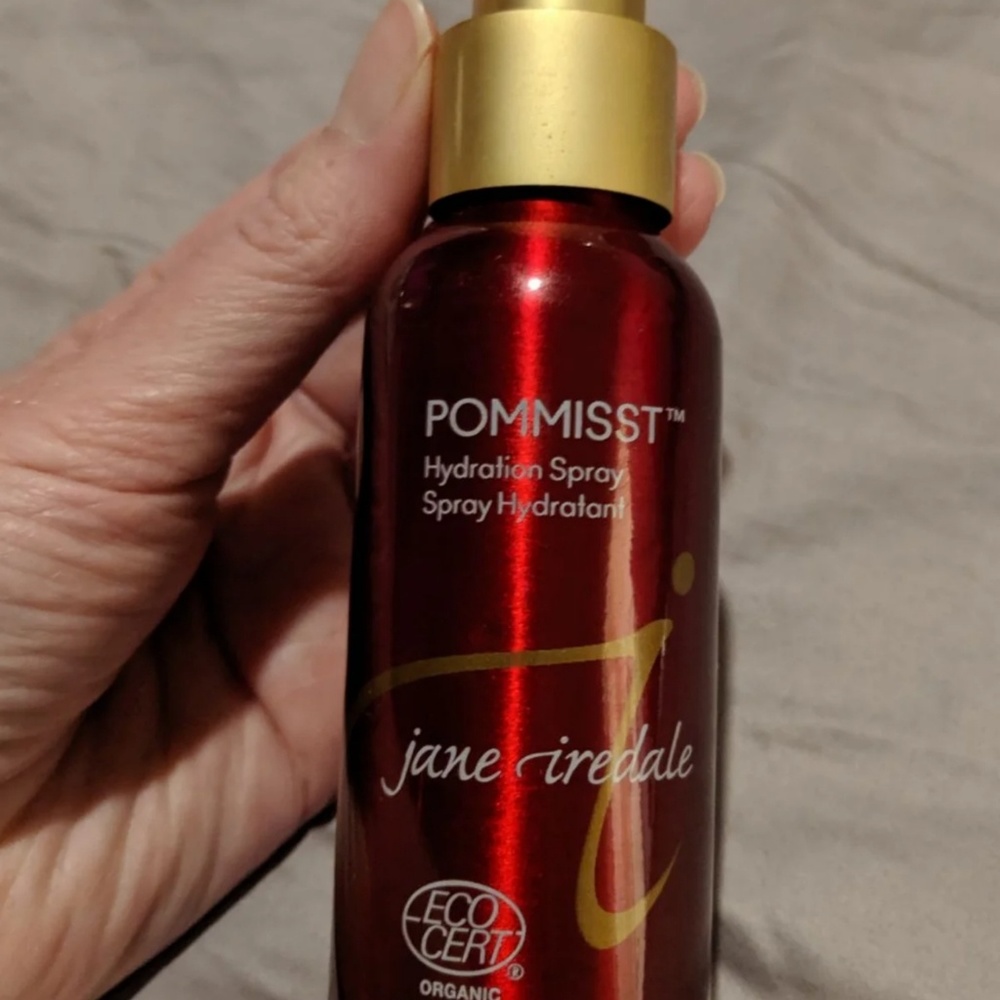 POMMISST™
Hydration Spray
Spray Hydratant
jane iredale
ECO
CERT®
ORGANIC